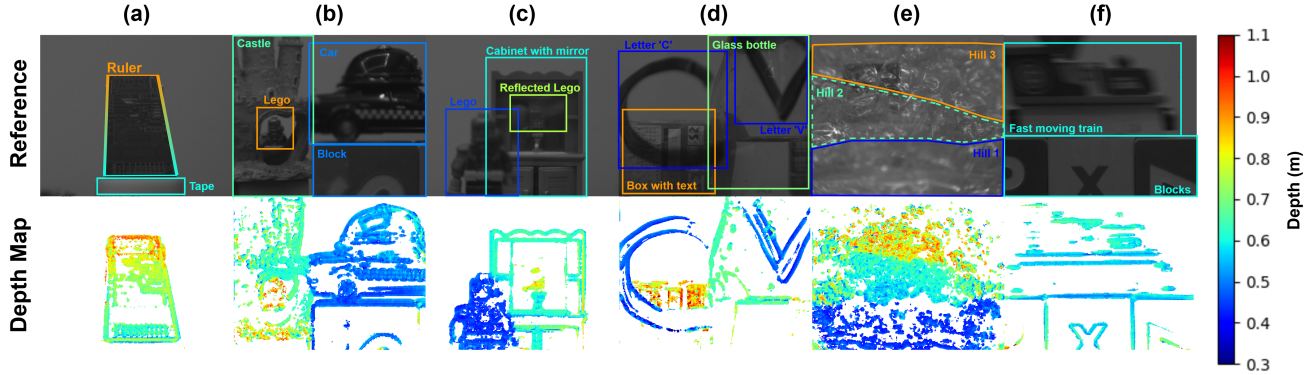 (a)
(b)
(c)
(d)
(e)
(f)
Reference
Ruler
Tape
Castle
Car
Lego
Block
Cabinet with mirror
Reflected Lego
Lego
Letter 'C'
Glass bottle
Letter 'V'
Box with text
Hill 3
Hill 2
Hill 1
Fast moving train
P X
Blocks
Depth Map
1.1
1.0
0.9
0.8
0.7
0.6
0.5
0.4
0.3
Depth (m)